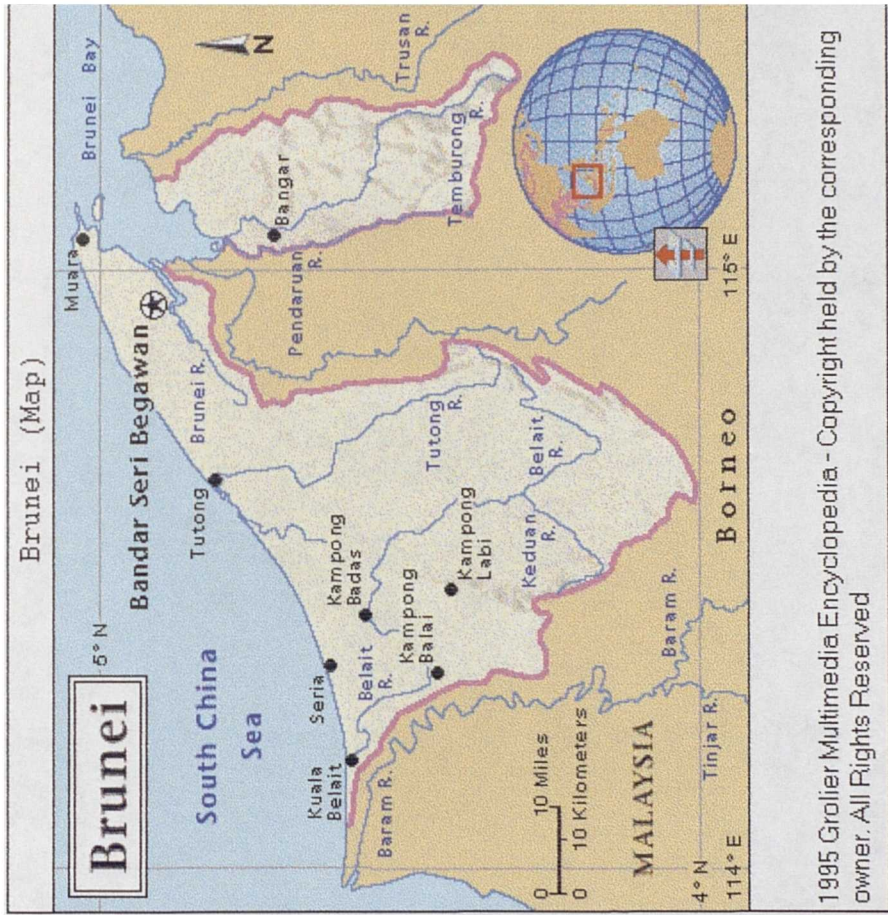 Brunei (Map)
Brunei
5° N
South China
Sea
Muara
Brunei Bay
N
Bandar Seri Begawan
Bangar
Trusan
R.
Tutong
Brunei R.
Pendaruan
R.
Temburong
R.
Seria
Kampong
Badas
Tutong
R.
Kuala
Belait
Belait
R.
Kampong
Balai
Kampong
Labi
Belait
R.
Keduan
R.
Baram R.
Baram R.
0 10 Miles
0 10 Kilometers
MALAYSIA
Tinjar R.
Borneo
4° N
114° E
115° E
1995 Grolier Multimedia Encyclopedia - Copyright held by the corresponding
owner. All Rights Reserved